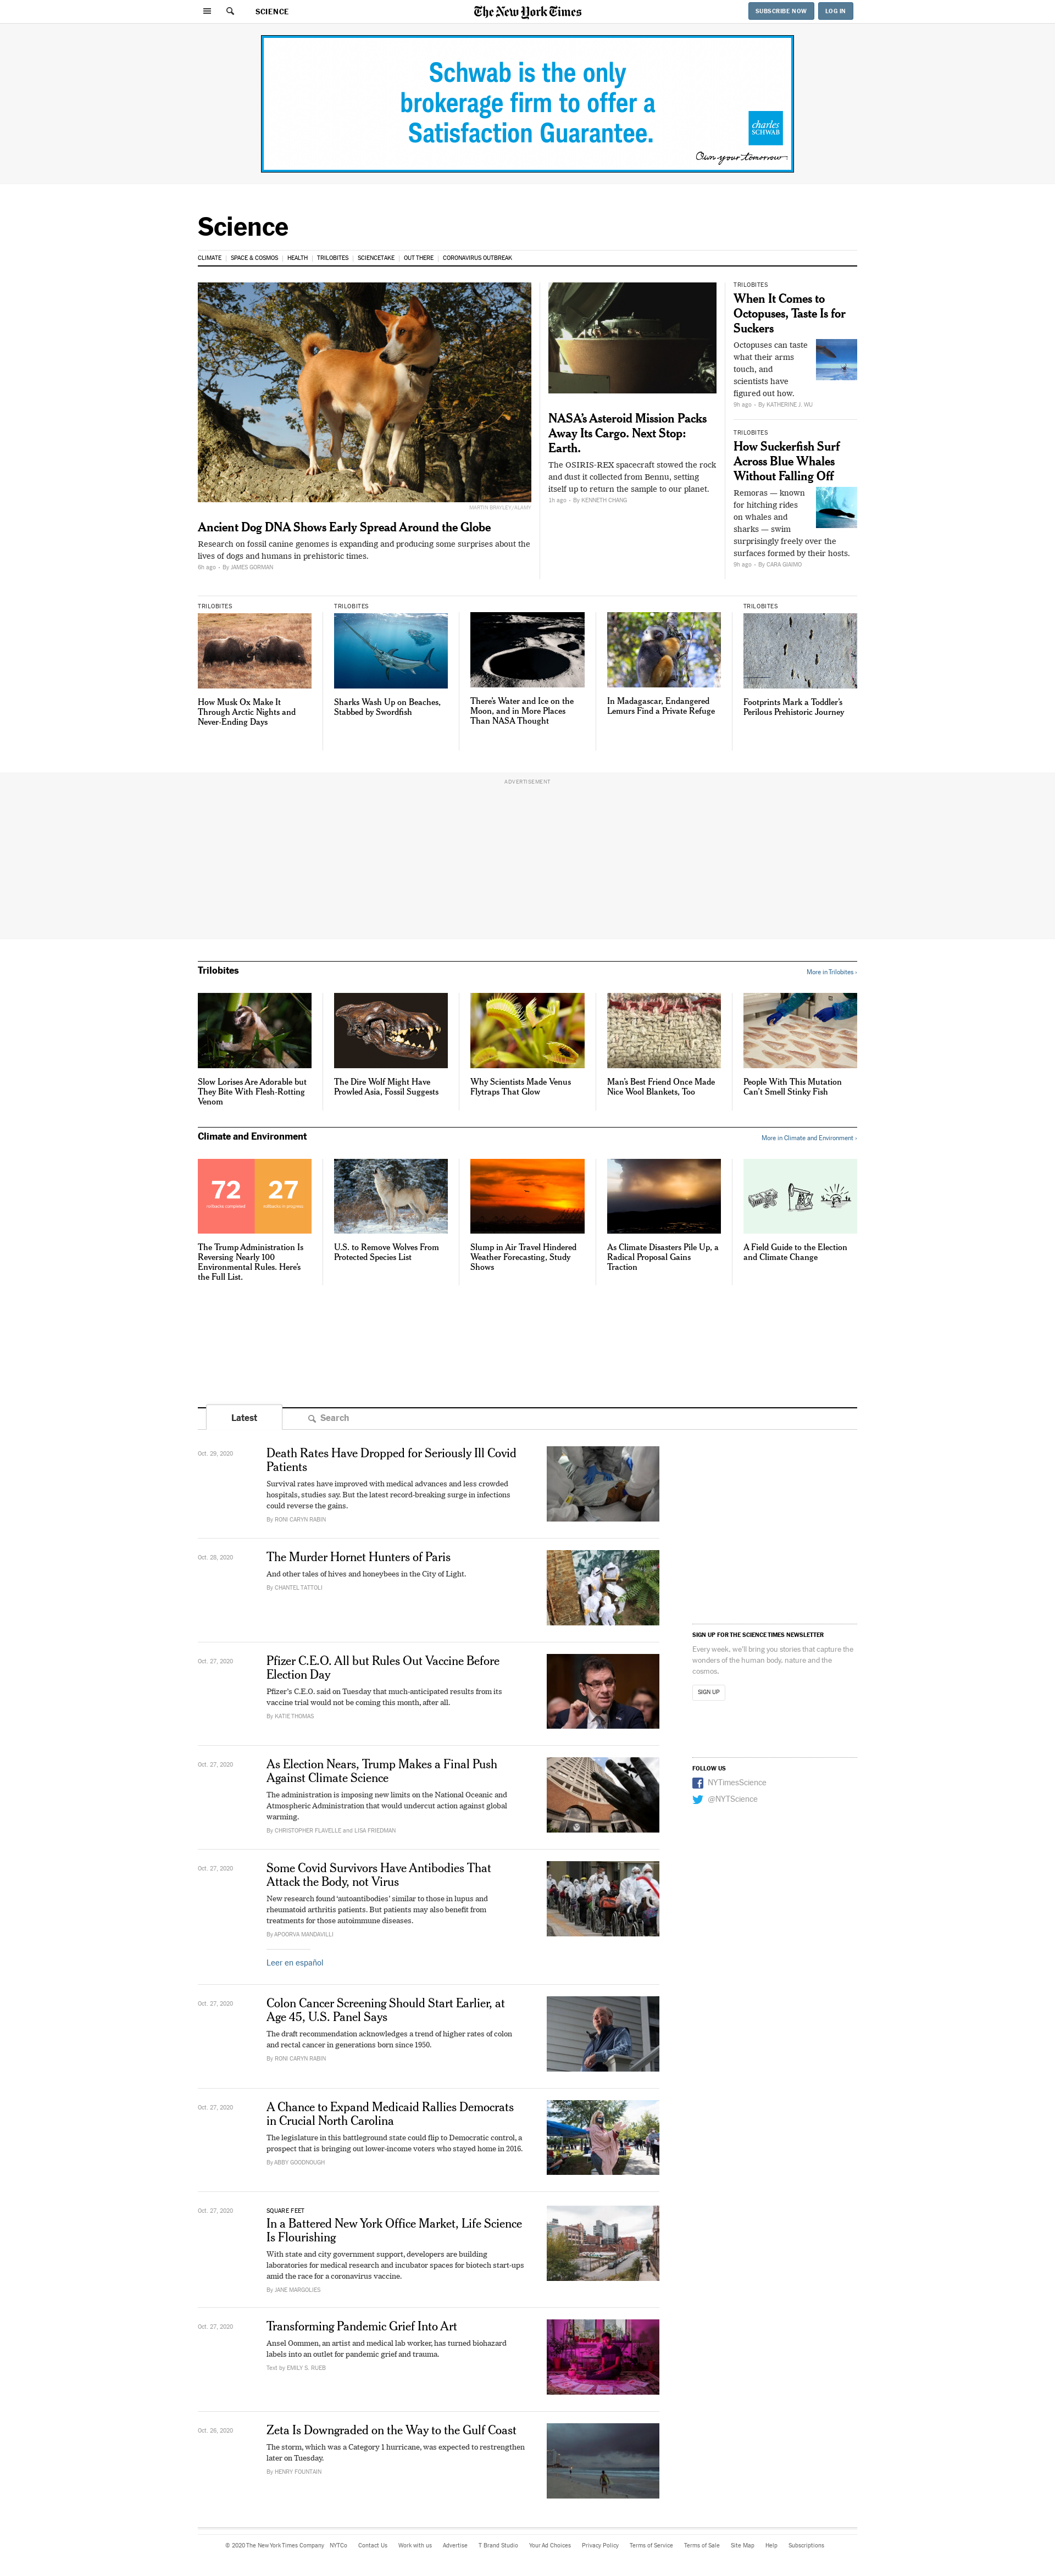 SCIENCE
The New York Times
SUBSCRIBE NOW
LOG IN
Schwab is the only
brokerage firm to offer a
Satisfaction Guarantee.
charles
SCHWAB
Own your tomorrow
Science
CLIMATE
SPACE & COSMOS
HEALTH
TRILOBITES
SCIENCETAKE
OUT THERE
CORONAVIRUS OUTBREAK
MARTIN BRAYLEY/ALAMY
Ancient Dog DNA Shows Early Spread Around the Globe
Research on fossil canine genomes is expanding and producing some surprises about the
lives of dogs and humans in prehistoric times.
6h ago – By JAMES GORMAN
NASA's Asteroid Mission Packs
Away Its Cargo. Next Stop:
Earth.
The OSIRIS-REX spacecraft stowed the rock
and dust it collected from Bennu, setting
itself up to return the sample to our planet.
1h ago – By KENNETH CHANG
TRILOBITES
When It Comes to
Octopuses, Taste Is for
Suckers
Octopuses can taste
what their arms
touch, and
scientists have
figured out how.
9h ago – By KATHERINE J. WU
TRILOBITES
How Suckerfish Surf
Across Blue Whales
Without Falling Off
Remoras — known
for hitching rides
on whales and
sharks — swim
surprisingly freely over the
surfaces formed by their hosts.
9h ago – By CARA GIAIMO
TRILOBITES
How Musk Ox Make It
Through Arctic Nights and
Never-Ending Days
TRILOBITES
Sharks Wash Up on Beaches,
Stabbed by Swordfish
There's Water and Ice on the
Moon, and in More Places
Than NASA Thought
In Madagascar, Endangered
Lemurs Find a Private Refuge
TRILOBITES
Footprints Mark a Toddler's
Perilous Prehistoric Journey
ADVERTISEMENT
Trilobites
More in Trilobites ›
Slow Lorises Are Adorable but
They Bite With Flesh-Rotting
Venom
The Dire Wolf Might Have
Prowled Asia, Fossil Suggests
Why Scientists Made Venus
Flytraps That Glow
Man's Best Friend Once Made
Nice Wool Blankets, Too
People With This Mutation
Can't Smell Stinky Fish
Climate and Environment
More in Climate and Environment ›
72
rollbacks completed
27
rollbacks in progress
The Trump Administration Is
Reversing Nearly 100
Environmental Rules. Here's
the Full List.
U.S. to Remove Wolves From
Protected Species List
Slump in Air Travel Hindered
Weather Forecasting, Study
Shows
As Climate Disasters Pile Up, a
Radical Proposal Gains
Traction
A Field Guide to the Election
and Climate Change
Latest
Search
Oct. 29, 2020
Death Rates Have Dropped for Seriously Ill Covid
Patients
Survival rates have improved with medical advances and less crowded
hospitals, studies say. But the latest record-breaking surge in infections
could reverse the gains.
By RONI CARYN RABIN
Oct. 28, 2020
The Murder Hornet Hunters of Paris
And other tales of hives and honeybees in the City of Light.
By CHANTEL TATTOLI
Oct. 27, 2020
Pfizer C.E.O. All but Rules Out Vaccine Before
Election Day
Pfizer's C.E.O. said on Tuesday that much-anticipated results from its
vaccine trial would not be coming this month, after all.
By KATIE THOMAS
Oct. 27, 2020
As Election Nears, Trump Makes a Final Push
Against Climate Science
The administration is imposing new limits on the National Oceanic and
Atmospheric Administration that would undercut action against global
warming.
By CHRISTOPHER FLAVELLE and LISA FRIEDMAN
Oct. 27, 2020
Some Covid Survivors Have Antibodies That
Attack the Body, not Virus
New research found 'autoantibodies' similar to those in lupus and
rheumatoid arthritis patients. But patients may also benefit from
treatments for those autoimmune diseases.
By APOORVA MANDAVILLI
Leer en español
Oct. 27, 2020
Colon Cancer Screening Should Start Earlier, at
Age 45, U.S. Panel Says
The draft recommendation acknowledges a trend of higher rates of colon
and rectal cancer in generations born since 1950.
By RONI CARYN RABIN
Oct. 27, 2020
A Chance to Expand Medicaid Rallies Democrats
in Crucial North Carolina
The legislature in this battleground state could flip to Democratic control, a
prospect that is bringing out lower-income voters who stayed home in 2016.
By ABBY GOODNOUGH
Oct. 27, 2020
SQUARE FEET
In a Battered New York Office Market, Life Science
Is Flourishing
With state and city government support, developers are building
laboratories for medical research and incubator spaces for biotech start-ups
amid the race for a coronavirus vaccine.
By JANE MARGOLIES
Oct. 27, 2020
Transforming Pandemic Grief Into Art
Ansel Oommen, an artist and medical lab worker, has turned biohazard
labels into an outlet for pandemic grief and trauma.
Text by EMILY S. RUEB
Oct. 26, 2020
Zeta Is Downgraded on the Way to the Gulf Coast
The storm, which was a Category 1 hurricane, was expected to restrengthen
later on Tuesday.
By HENRY FOUNTAIN
SIGN UP FOR THE SCIENCE TIMES NEWSLETTER
Every week, we'll bring you stories that capture the
wonders of the human body, nature and the
cosmos.
SIGN UP
FOLLOW US
NYTimesScience
@NYTScience
© 2020 The New York Times Company
NYTCo
Contact Us
Work with us
Advertise
T Brand Studio
Your Ad Choices
Privacy Policy
Terms of Service
Terms of Sale
Site Map
Help
Subscriptions